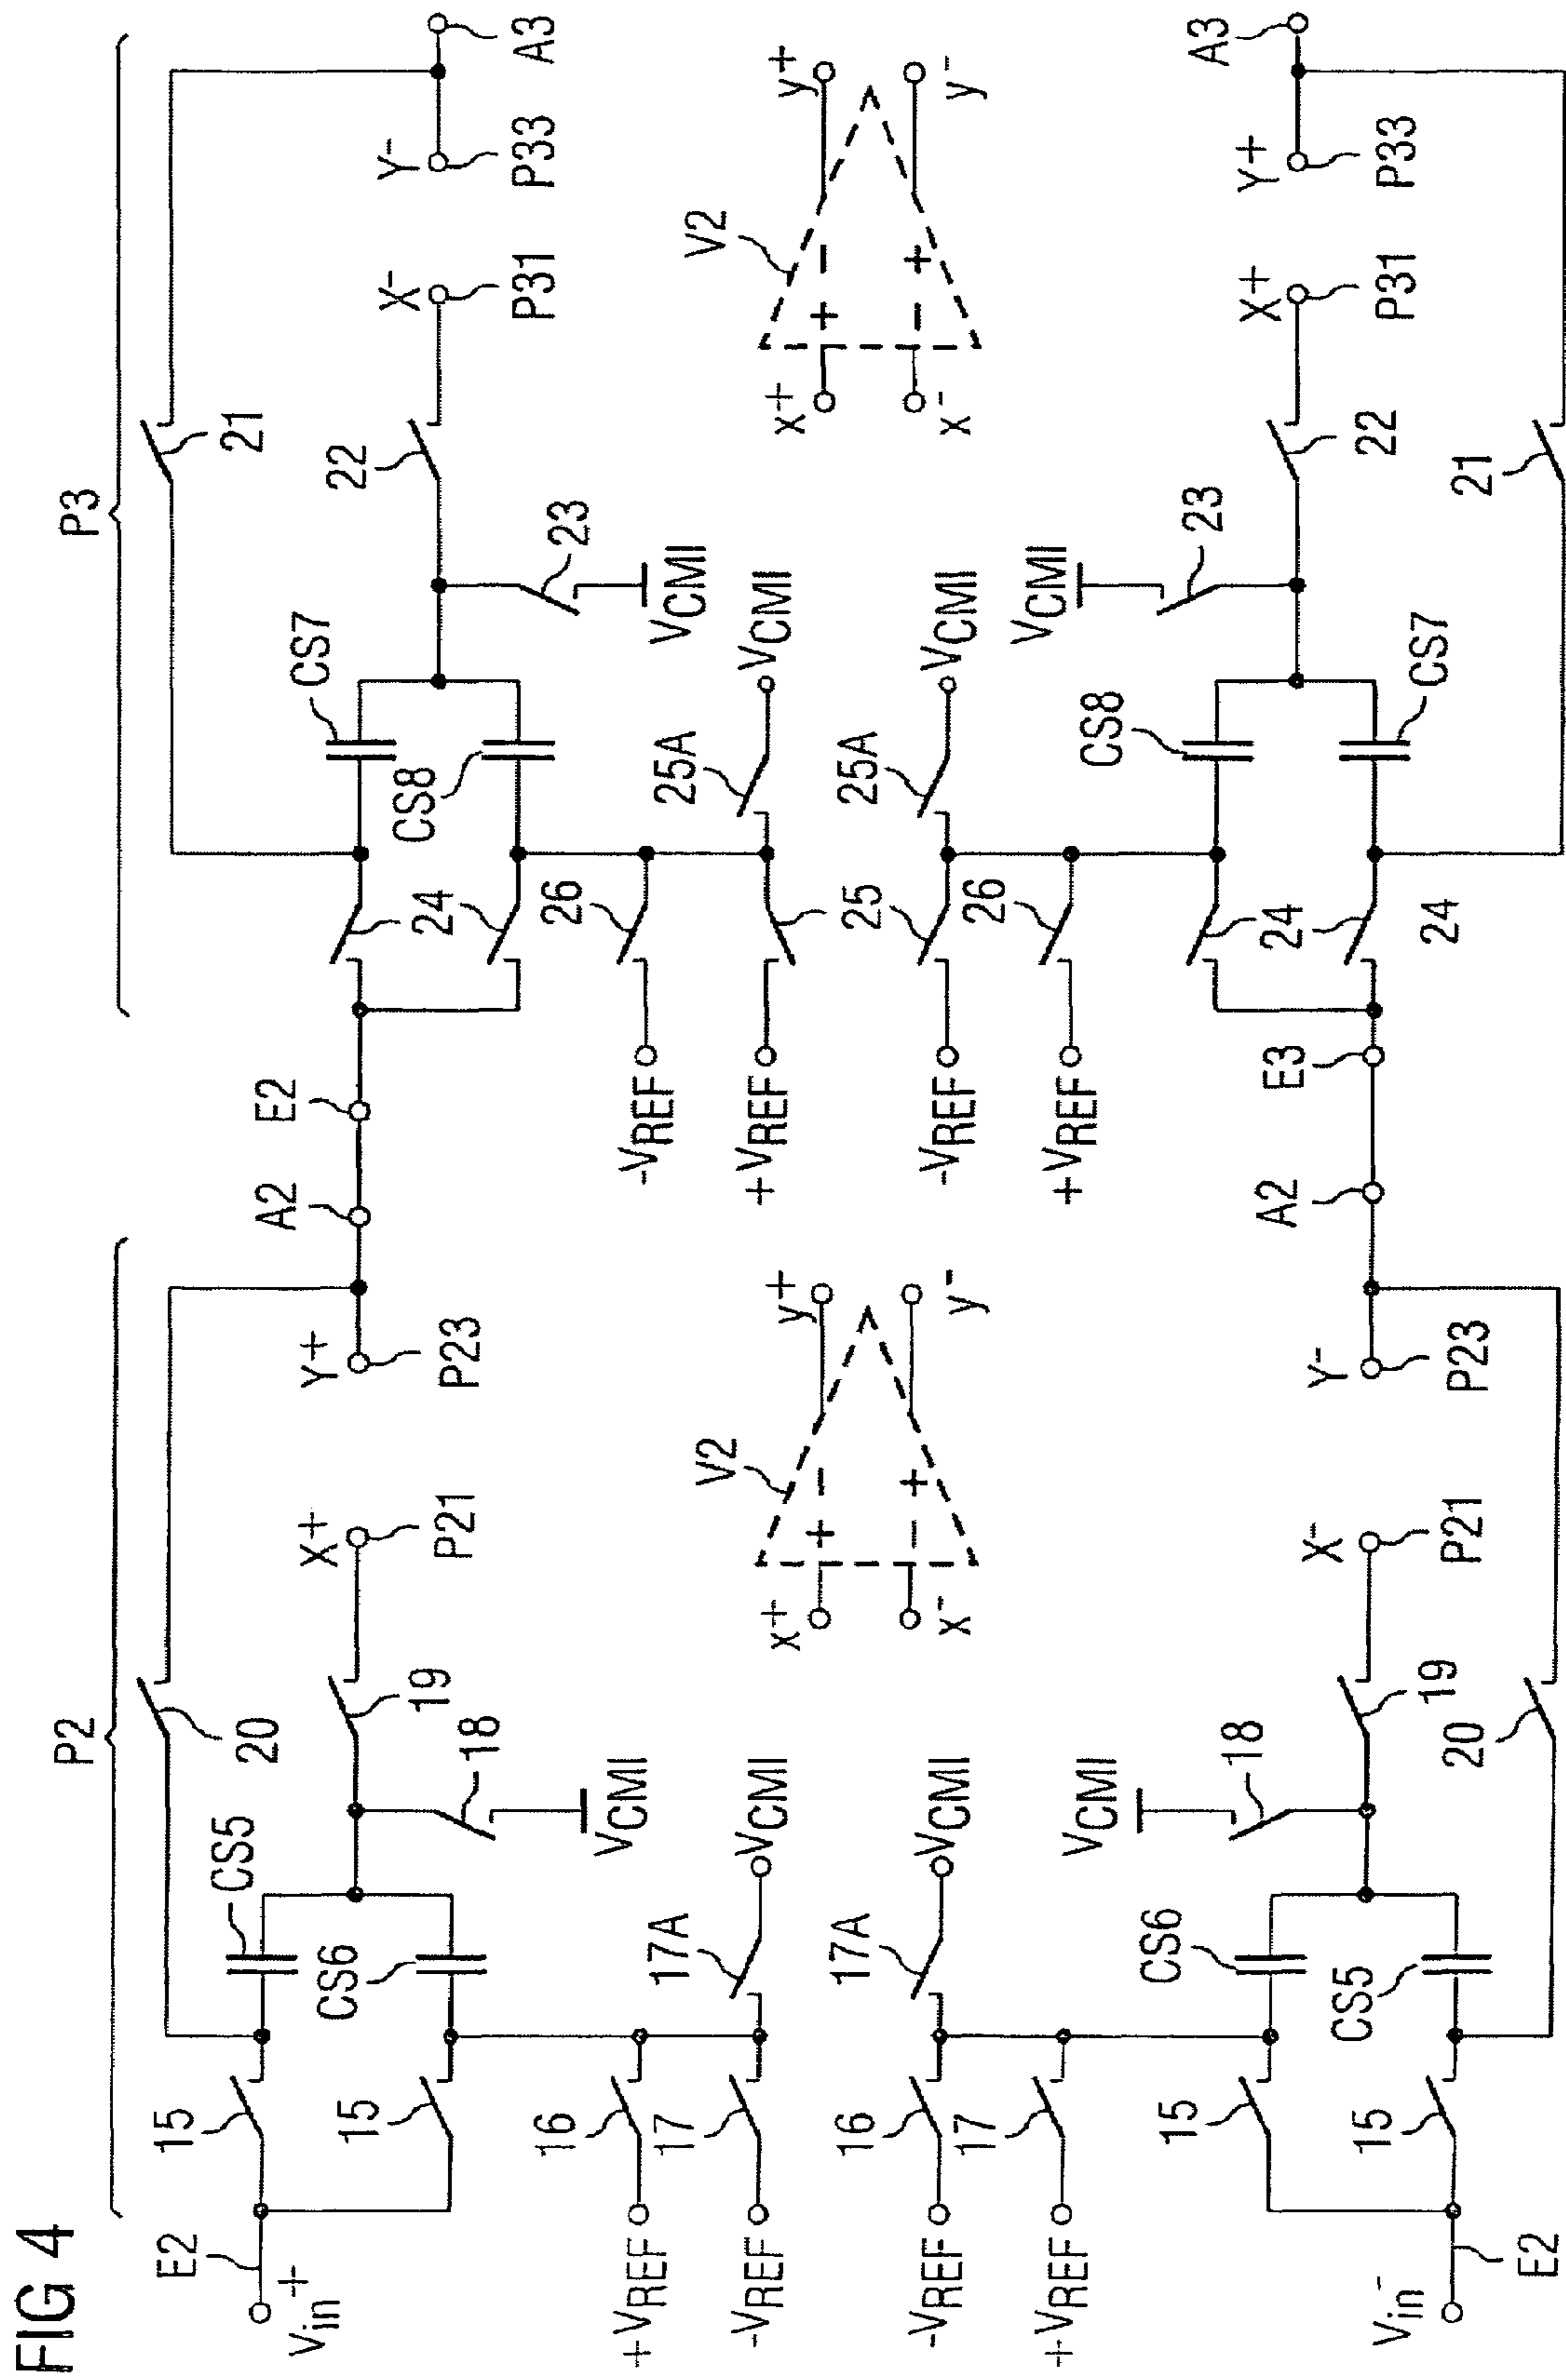 FIG 4
P2
P3
20
21
E2
Vin+
15
CS5
19
X+
P21
Y+
P23
A2
E2
24
CS7
22
X-
P31
Y-
P33
A3
15
CS6
18
VCMI
CS8
23
VCMI
16
+VREF
26
-VREF
17
-VREF
17A
VCMI
+VREF
25A
VCMI
V2
x+
x-
y+
y-
+ -
- +
V2
x+
x-
y+
y-
+ -
- +
16
-VREF
17A
VCMI
25
-VREF
25A
VCMI
17
+VREF
26
+VREF
15
CS6
18
VCMI
24
CS8
23
VCMI
Vin-
E2
15
CS5
19
X-
P21
Y-
P23
A2
E3
24
CS7
22
X+
P31
Y+
P33
A3
20
21